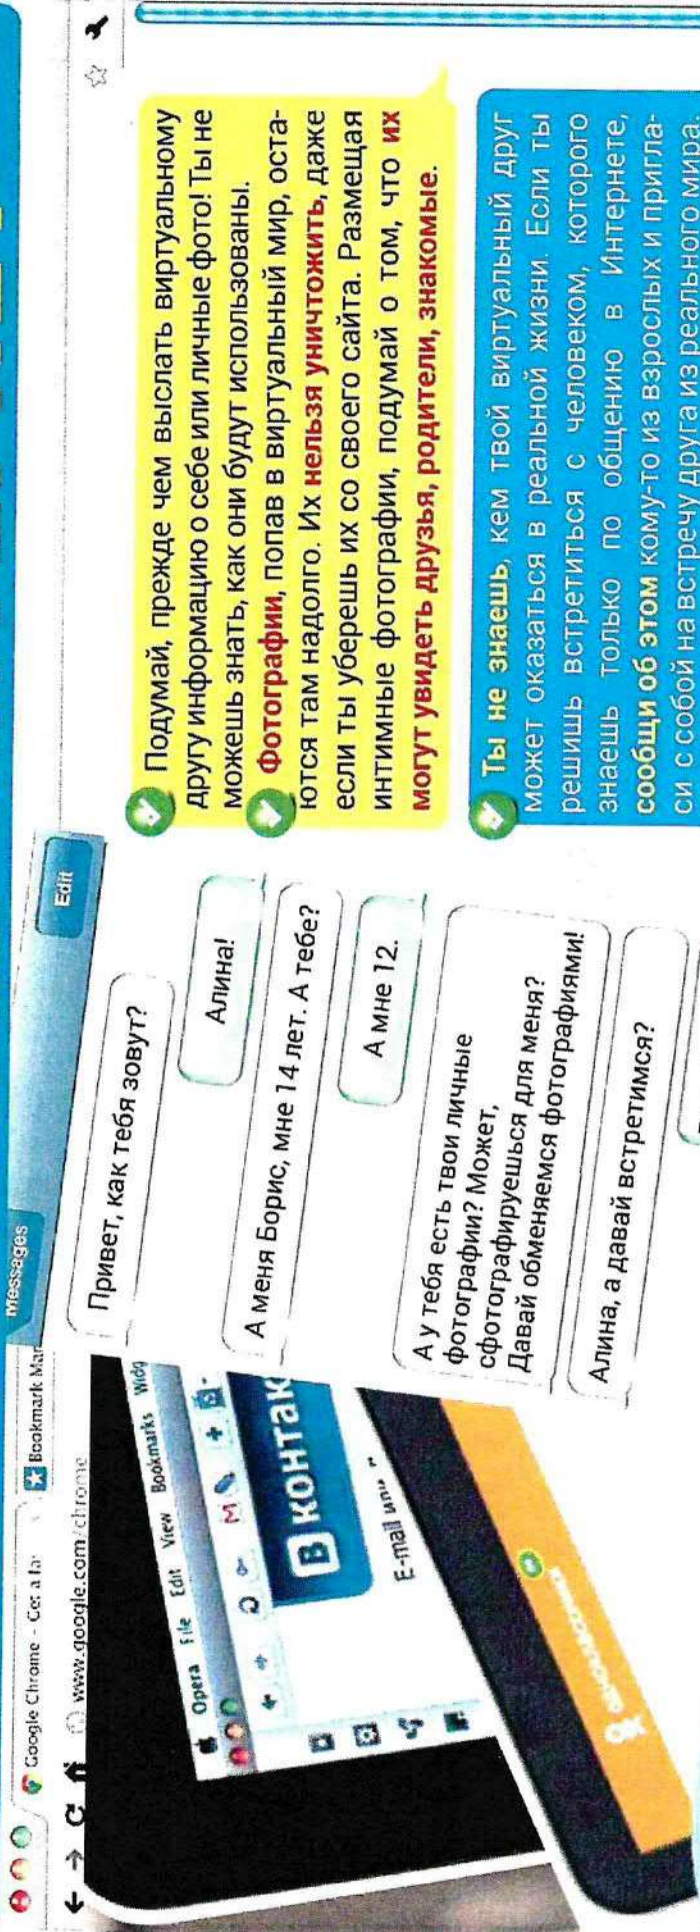 Messages
Google Chrome - Get a
Bookmark Mar
www.google.com/chrome
Edit
Opera File Edit View Bookmarks Widg
В контак
E-mail или
одноклассники
Привет, как тебя зовут?
Алина!
А меня Борис, мне 14 лет. А тебе?
А мне 12.
А у тебя есть твои личные
фотографии? Может,
сфотографируешься для меня?
Давай обменяемся фотографиями!
Алина, а давай встретимся?
Подумай, прежде чем выслать виртуальному
другу информацию о себе или личные фото! Ты не
можешь знать, как они будут использованы.
Фотографии, попав в виртуальный мир, оста-
ются там надолго. Их нельзя уничтожить, даже
если ты уберешь их со своего сайта. Размещая
интимные фотографии, подумай о том, что их
могут увидеть друзья, родители, знакомые.
Ты не знаешь, кем твой виртуальный друг
может оказаться в реальной жизни. Если ты
решишь встретиться с человеком, которого
знаешь только по общению в Интернете,
сообщи об этом кому-то из взрослых и пригла-
си с собой на встречу друга из реального мира.